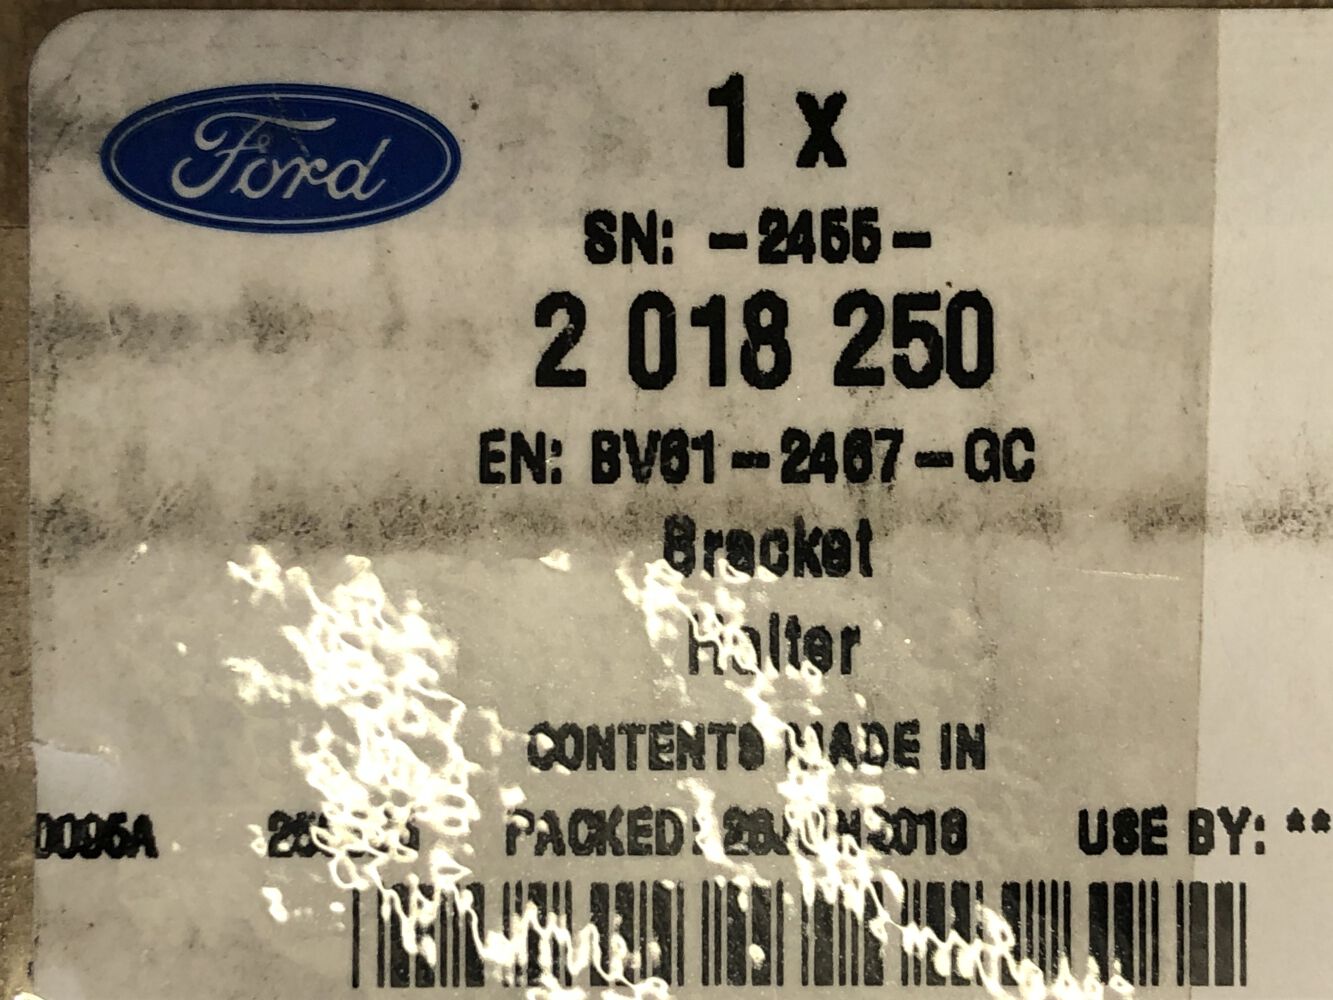 Ford
1 x
SN: -2455-
2 018 250
EN: BV61-2467-GC
Bracket
Halter
CONTENTS MADE IN
0095A
PACKED:
USE BY: **